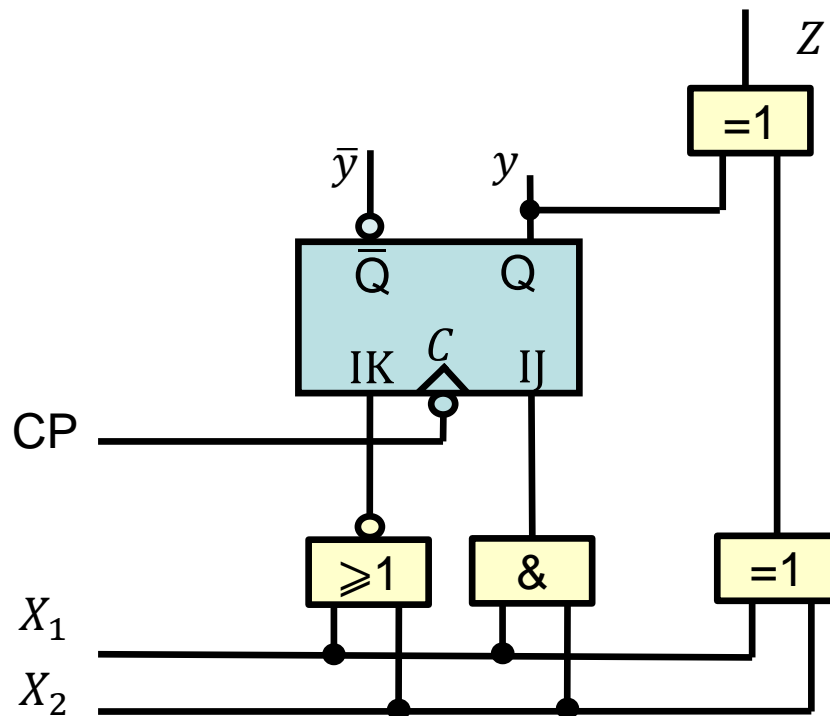 Z
=1
ȳ y
Q̅ Q
IK C IJ
CP
⩾1 & =1
X₁
X₂